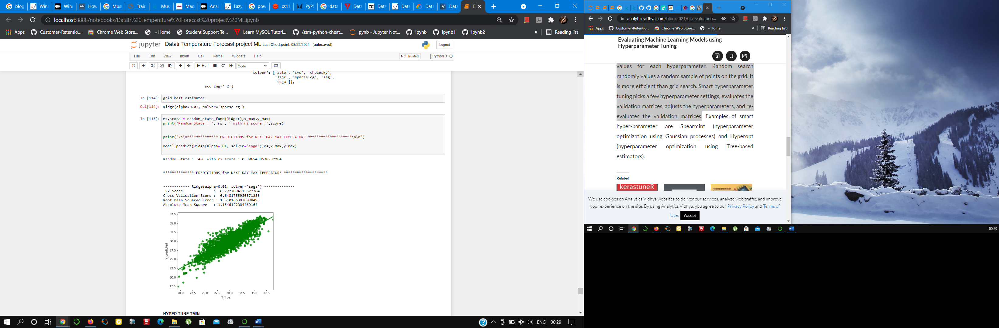 blog
Wine
Wine
How
Mus
Train
Mus
Mac
Anal
Lazy
pow
cs11
PyPS
data
Data
Data
Data
Data
Data
localhost:8888/notebooks/Datatr%20Temperature%20Forecast%20project%20ML.ipynb
Apps Customer-Retentio... Chrome Web Store... - Home Student Support Te... Learn MySQL Tutori... /ztm-python-cheat... pynb - Jupyter Not... ipynb ipynb1 ipynb2 » Reading list
jupyter Datatr Temperature Forecast project ML Last Checkpoint: 08/22/2021 (autosaved) Logout
File Edit View Insert Cell Kernel Widgets Help Not Trusted Python 3
Run Code
'solver': ['auto', 'svd', 'cholesky',
'lsqr', 'sparse_cg', 'sag',
'saga']},
scoring='r2')
In [114]: grid.best_estimator_
Out[114]: Ridge(alpha=0.01, solver='sparse_cg')
In [115]: rs,score = random_state_func(Ridge(),x_max,y_max)
print('Random State : ', rs , ' with r2 score :',score)
print('\n\n************** PREDICTIONS for NEXT DAY MAX TEMPRATURE ********************\n\n')
model_predict(Ridge(alpha=.01, solver='saga'),rs,x_max,y_max)
Random State :  40  with r2 score : 0.8065458538932284
************** PREDICTIONS for NEXT DAY MAX TEMPRATURE ********************
------------ Ridge(alpha=0.01, solver='saga') --------------
R2 Score : 0.7727004115622764
Cross Validation Score : 0.6481755986571285
Root Mean Squared Error : 1.5101663978038495
Absolute Mean Square : 1.1546122004469164
37.5
35.0
32.5
30.0
27.5
25.0
22.5
20.0
17.5
Y_predicted
20.0 22.5 25.0 27.5 30.0 32.5 35.0 37.5
Y_True
HYPER TUNE TMIN
ENG 00:29
analyticsvidhya.com/blog/2021/04/evaluating...
Apps Customer-Retentio... Chrome Web Store... - Home » Reading list
Evaluating Machine Learning Models using
Hyperparameter Tuning
values for each hyperparameter. Random search
randomly values a random sample of points on the grid. It
is more efficient than grid search. Smart hyperparameter
tuning picks a few hyperparameter settings, evaluates the
validation matrices, adjusts the hyperparameters, and re-
evaluates the validation matrices. Examples of smart
hyper-parameter are Spearmint (hyperparameter
optimization using Gaussian processes) and Hyperopt
(hyperparameter optimization using Tree-based
estimators).
Related
kerastuneR
Hyperparameter
We use cookies on Analytics Vidhya websites to deliver our services, analyze web traffic, and improve
your experience on the site. By using Analytics Vidhya, you agree to our Privacy Policy and Terms of
Use. Accept
00:29